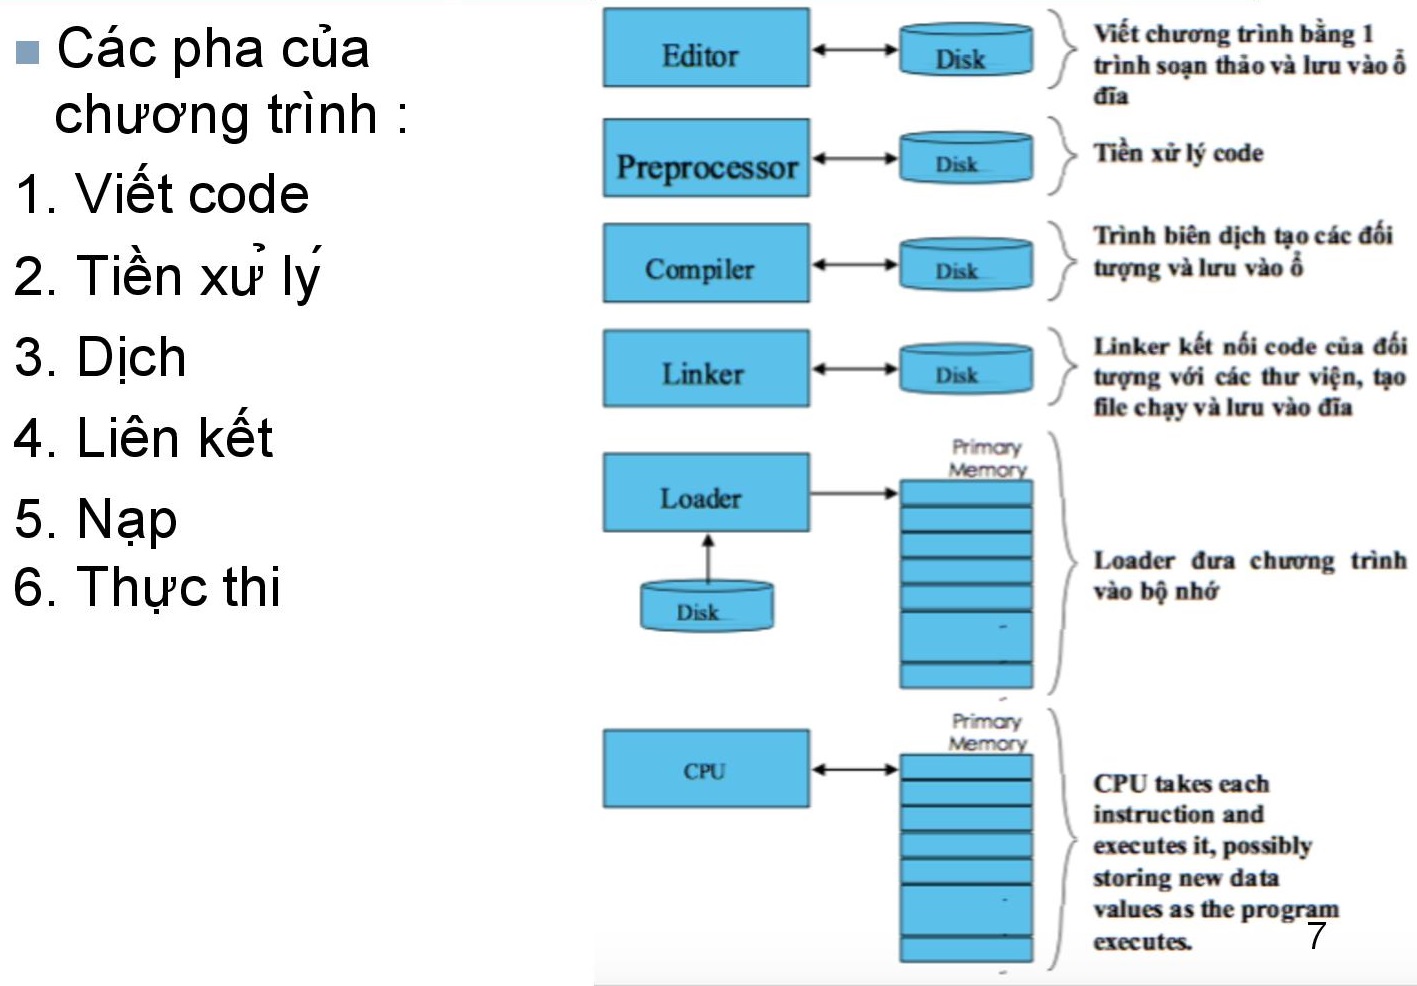 Các pha của
chương trình :
1. Viết code
2. Tiền xử lý
3. Dịch
4. Liên kết
5. Nạp
6. Thực thi
Editor
Disk
Viết chương trình bằng 1
trình soạn thảo và lưu vào ổ
đĩa
Preprocessor
Disk
Tiền xử lý code
Compiler
Disk
Trình biên dịch tạo các đối
tượng và lưu vào ổ
Linker
Disk
Linker kết nối code của đối
tượng với các thư viện, tạo
file chạy và lưu vào đĩa
Primary
Memory
Loader
Disk
Loader đưa chương trình
vào bộ nhớ
Primary
Memory
CPU
CPU takes each
instruction and
executes it, possibly
storing new data
values as the program
executes.
7